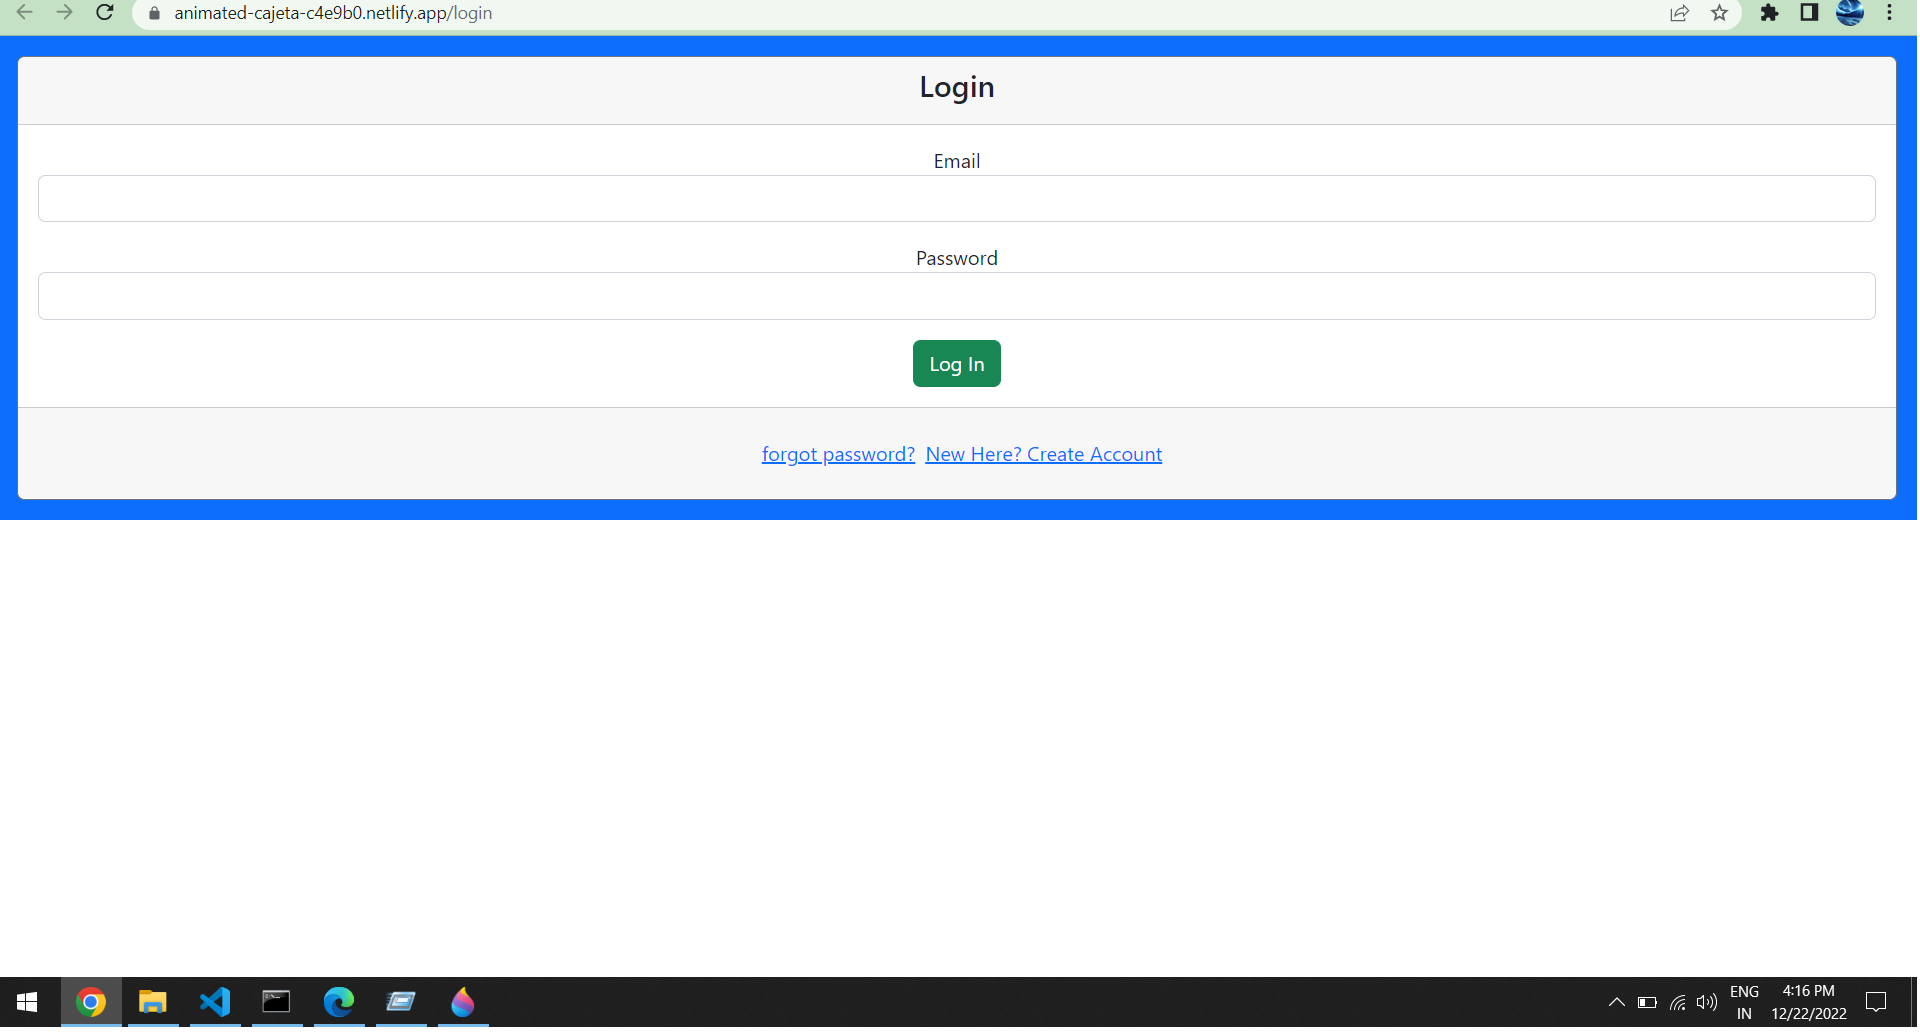 animated-cajeta-c4e9b0.netlify.app/login
Login
Email
Password
Log In
forgot password? New Here? Create Account
ENG
IN
4:16 PM
12/22/2022